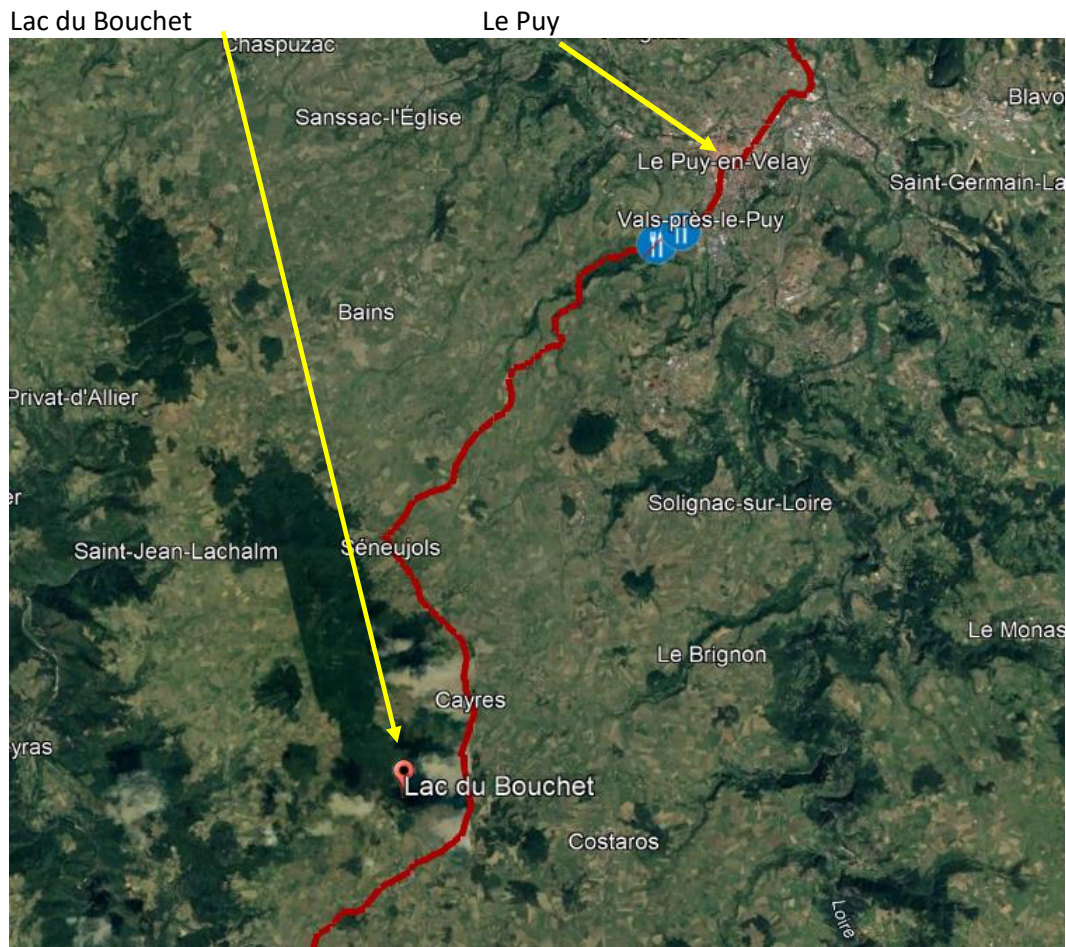 Lac du Bouchet
Le Puy
Chaspuzac
Blavo
Sanssac-l'Église
Le Puy-en-Velay
Saint-Germain-La
Vals-près-le-Puy
Bains
Privat-d'Allier
er
Solignac-sur-Loire
Saint-Jean-Lachalm
Séneujols
Le Monas
Le Brignon
Cayres
yras
Lac du Bouchet
Costaros
Loire